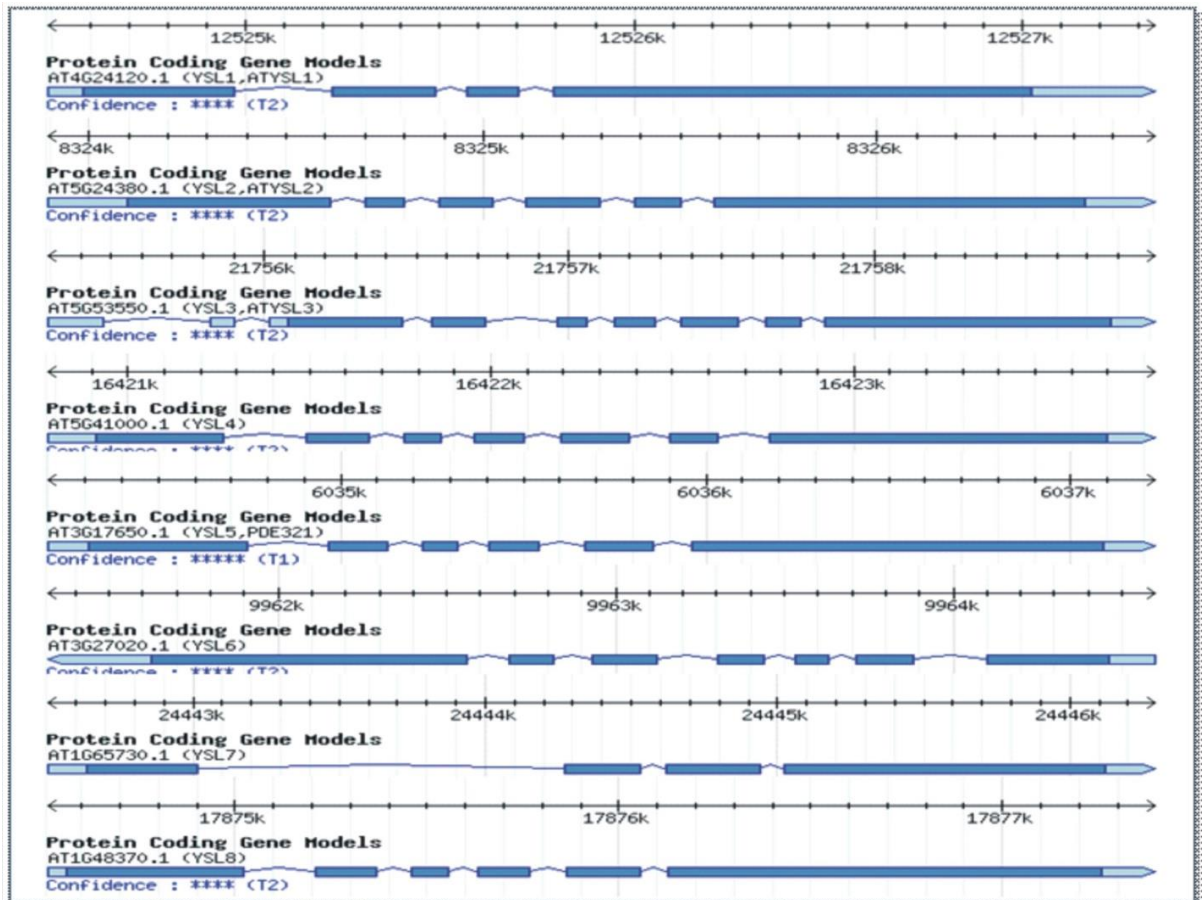 12525k 12526k 12527k
Protein Coding Gene Models
AT4G24120.1 (YSL1,ATYSL1)
Confidence : **** (T2)
8324k 8325k 8326k
Protein Coding Gene Models
AT5G24380.1 (YSL2,ATYSL2)
Confidence : **** (T2)
21756k 21757k 21758k
Protein Coding Gene Models
AT5G53550.1 (YSL3,ATYSL3)
Confidence : **** (T2)
16421k 16422k 16423k
Protein Coding Gene Models
AT5G41000.1 (YSL4)
Confidence : **** (T2)
6035k 6036k 6037k
Protein Coding Gene Models
AT3G17650.1 (YSL5,PDE321)
Confidence : ***** (T1)
9962k 9963k 9964k
Protein Coding Gene Models
AT3G27020.1 (YSL6)
Confidence : **** (T2)
24443k 24444k 24445k 24446k
Protein Coding Gene Models
AT1G65730.1 (YSL7)
17875k 17876k 17877k
Protein Coding Gene Models
AT1G48370.1 (YSL8)
Confidence : **** (T2)